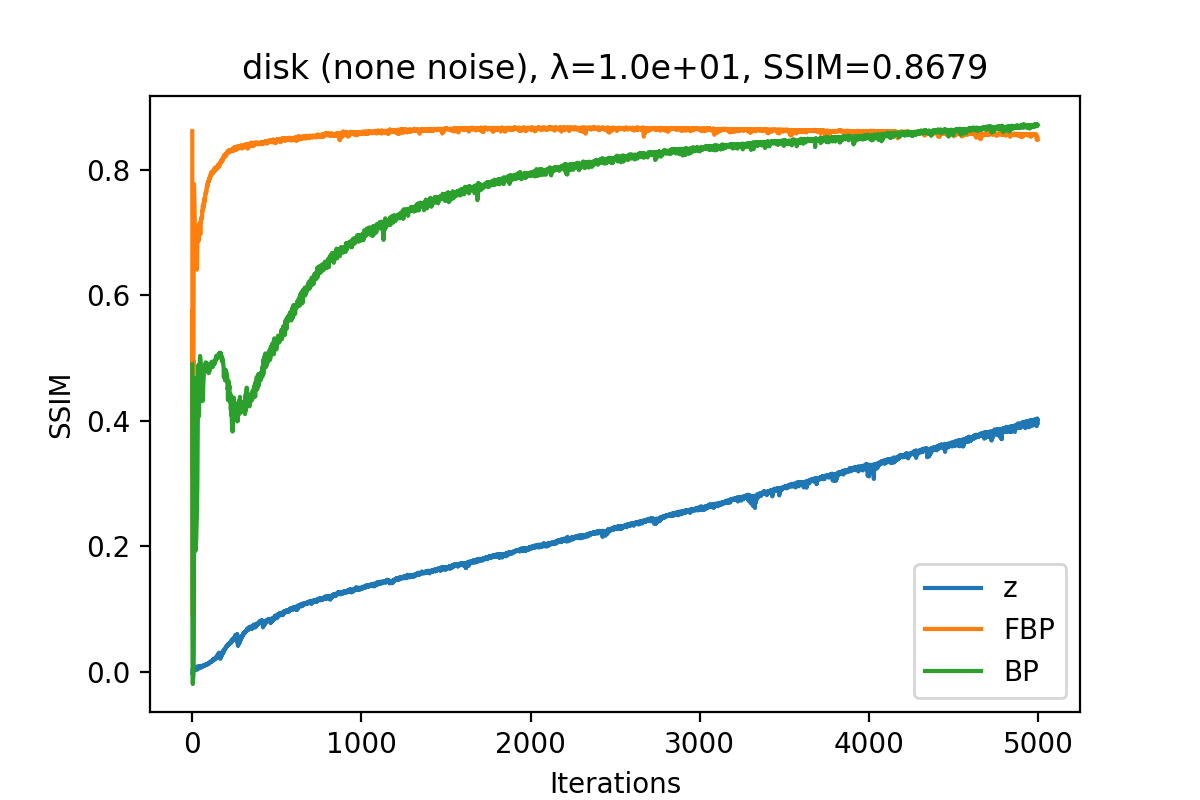 disk (none noise), λ=1.0e+01, SSIM=0.8679
SSIM
0.8
0.6
0.4
0.2
0.0
z
FBP
BP
0 1000 2000 3000 4000 5000
Iterations